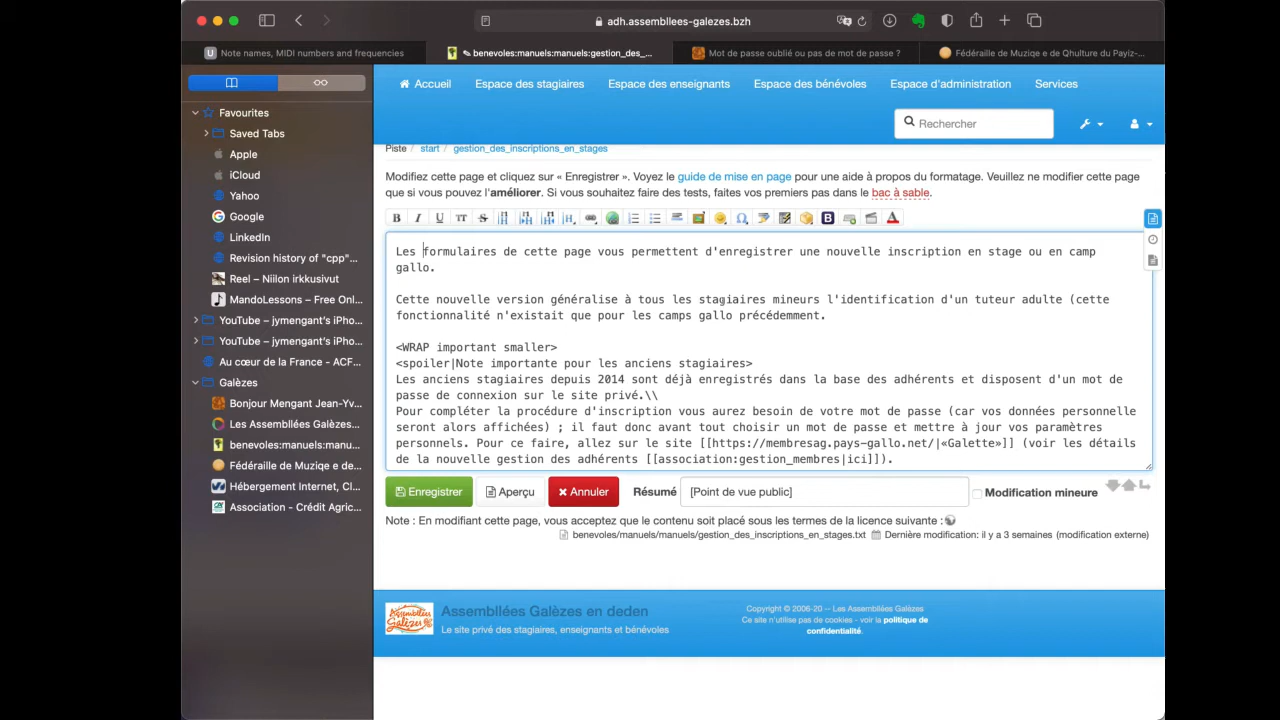 adh.assembllees-galezes.bzh
Note names, MIDI numbers and frequencies
benevoles:manuels:manuels:gestion_des_...
Mot de passe oublié ou pas de mot de passe ?
Fédéraille de Muziqe e de Qhulture du Payiz-...
Favourites
Saved Tabs
Apple
iCloud
Yahoo
Google
LinkedIn
Revision history of "cpp"...
Reel – Niilon irkkusivut
MandoLessons – Free Onl...
YouTube – jymengant's iPho...
YouTube – jymengant's iPho...
Au cœur de la France - ACF...
Galèzes
Bonjour Mengant Jean-Yv...
Les Assembllées Galèzes...
benevoles:manuels:manu...
Fédéraille de Muziqe e de...
Hébergement Internet, Cl...
Association - Crédit Agric...
Accueil Espace des stagiaires Espace des enseignants Espace des bénévoles Espace d'administration Services
Rechercher
Piste / start / gestion_des_inscriptions_en_stages
Modifiez cette page et cliquez sur « Enregistrer ». Voyez le guide de mise en page pour une aide à propos du formatage. Veuillez ne modifier cette page
que si vous pouvez l'améliorer. Si vous souhaitez faire des tests, faites vos premiers pas dans le bac à sable.
Les formulaires de cette page vous permettent d'enregistrer une nouvelle inscription en stage ou en camp
gallo.
Cette nouvelle version généralise à tous les stagiaires mineurs l'identification d'un tuteur adulte (cette
fonctionnalité n'existait que pour les camps gallo précédemment.
<WRAP important smaller>
<spoiler|Note importante pour les anciens stagiaires>
Les anciens stagiaires depuis 2014 sont déjà enregistrés dans la base des adhérents et disposent d'un mot de
passe de connexion sur le site privé.\\
Pour compléter la procédure d'inscription vous aurez besoin de votre mot de passe (car vos données personnelle
seront alors affichées) ; il faut donc avant tout choisir un mot de passe et mettre à jour vos paramètres
personnels. Pour ce faire, allez sur le site [[https://membresag.pays-gallo.net/|«Galette»]] (voir les détails
de la nouvelle gestion des adhérents [[association:gestion_membres|ici]]).
Enregistrer Aperçu Annuler Résumé [Point de vue public] Modification mineure
Note : En modifiant cette page, vous acceptez que le contenu soit placé sous les termes de la licence suivante :
benevoles/manuels/manuels/gestion_des_inscriptions_en_stages.txt Dernière modification: il y a 3 semaines (modification externe)
Assembllées Galèzes en deden
Le site privé des stagiaires, enseignants et bénévoles
Copyright © 2006-20 -- Les Assembllées Galèzes
Ce site n'utilise pas de cookies - voir la politique de
confidentialité.